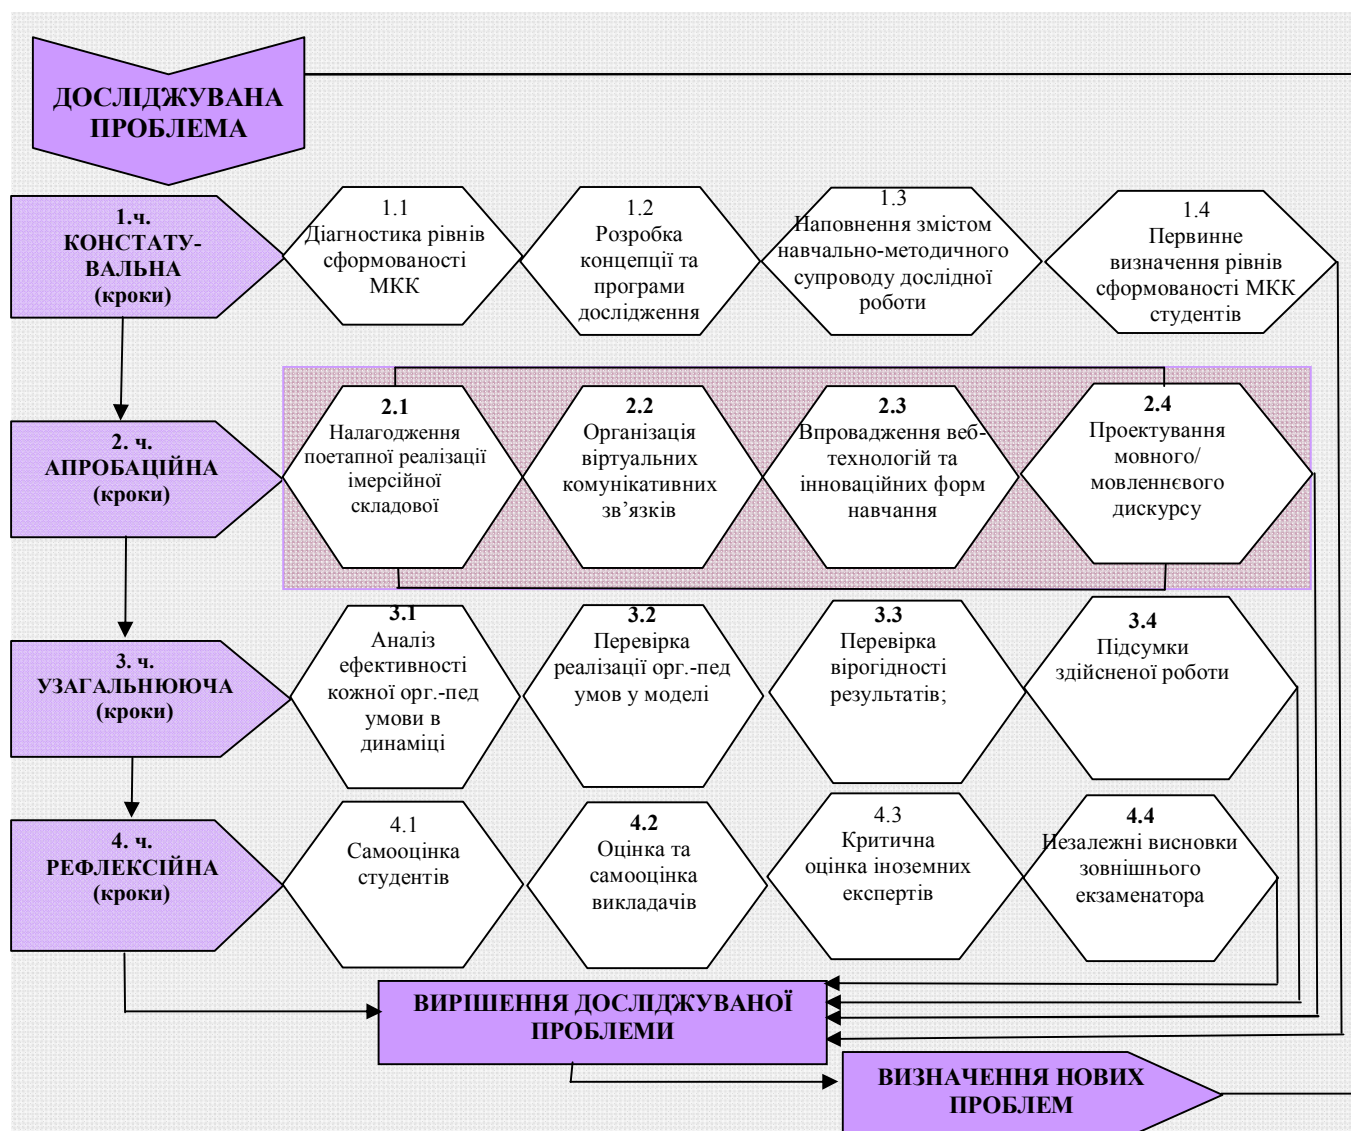 ДОСЛІДЖУВАНА
ПРОБЛЕМА
1.ч.
КОНСТАТУ-
ВАЛЬНА
(кроки)
1.1
Діагностика рівнів
сформованості
МКК
1.2
Розробка
концепції та
програми
дослідження
1.3
Наповнення змістом
навчально-методичного
супроводу дослідної
роботи
1.4
Первинне
визначення рівнів
сформованості МКК
студентів
2. ч.
АПРОБАЦІЙНА
(кроки)
2.1
Налагодження
поетапної реалізації
імерсійної
складової
2.2
Організація
віртуальних
комунікативних
зв’язків
2.3
Впровадження веб-
технологій та
інноваційних форм
навчання
2.4
Проектування
мовного/
мовленнєвого
дискурсу
3. ч.
УЗАГАЛЬНЮЮЧА
(кроки)
3.1
Аналіз
ефективності
кожної орг.-пед
умови в
динаміці
3.2
Перевірка
реалізації орг.-пед
умов у моделі
3.3
Перевірка
вірогідності
результатів;
3.4
Підсумки
здійсненої роботи
4. ч.
РЕФЛЕКСІЙНА
(кроки)
4.1
Самооцінка
студентів
4.2
Оцінка та
самооцінка
викладачів
4.3
Критична
оцінка іноземних
експертів
4.4
Незалежні висновки
зовнішнього
екзаменатора
ВИРІШЕННЯ ДОСЛІДЖУВАНОЇ
ПРОБЛЕМИ
ВИЗНАЧЕННЯ НОВИХ
ПРОБЛЕМ